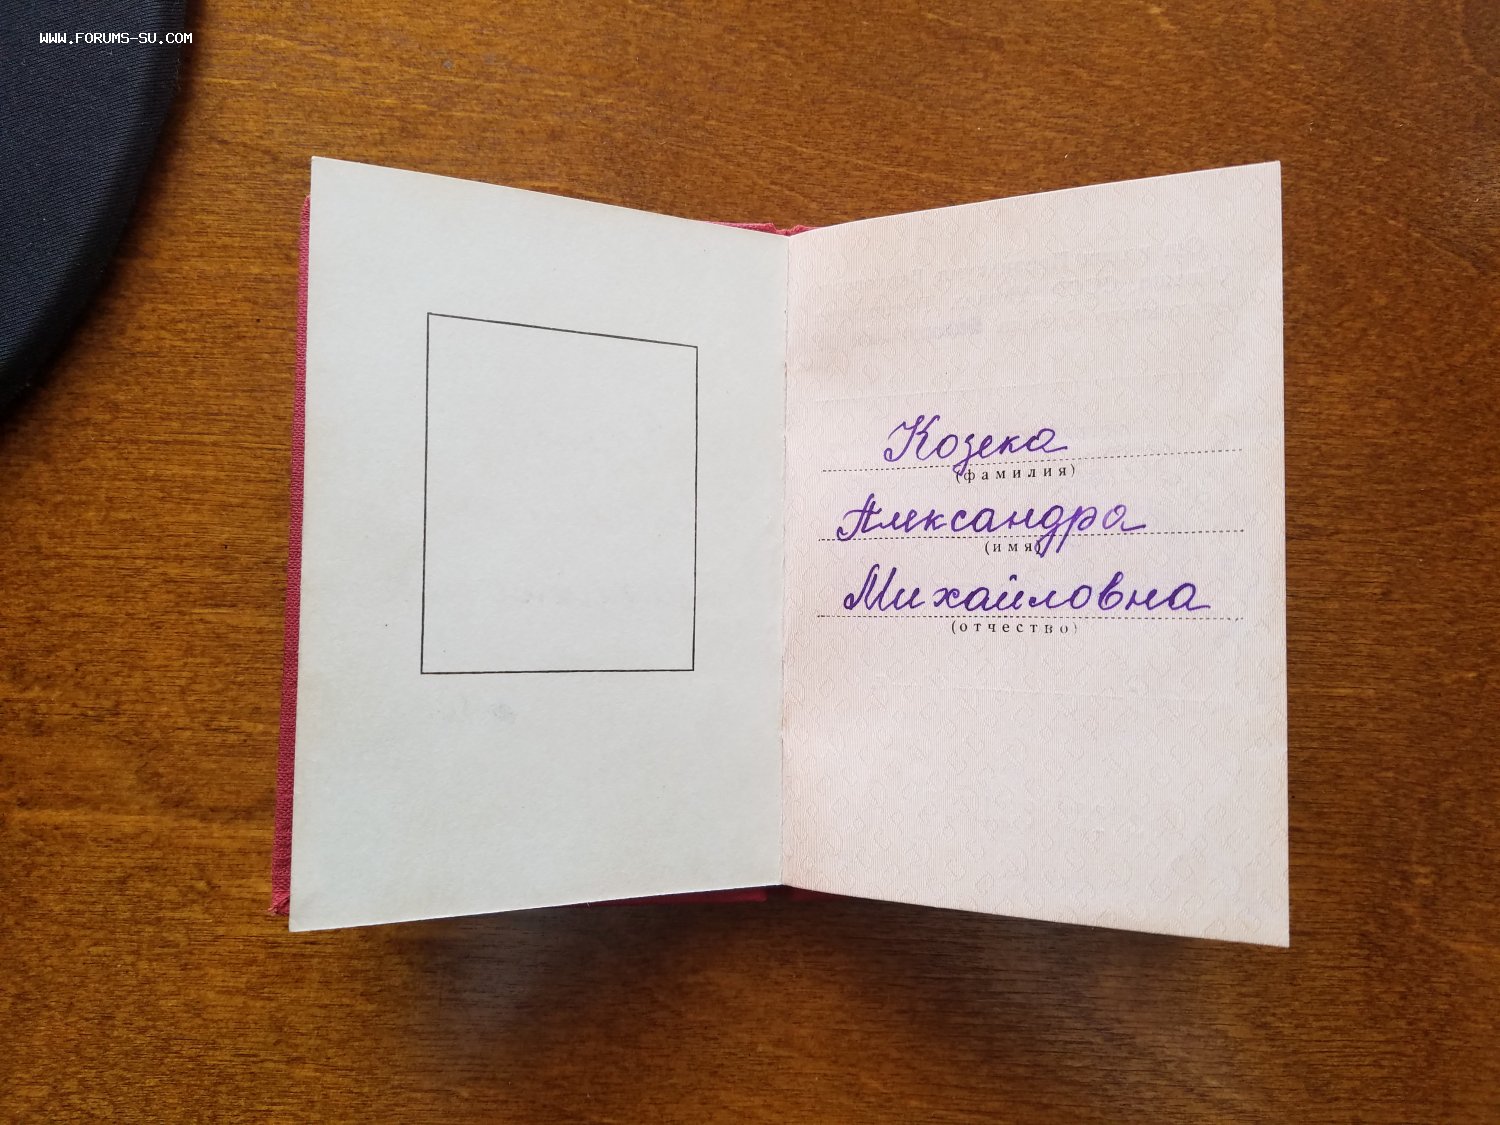 WWW.FORUMS-SU.COM
Козека
(фамилия)
Александра
(имя)
Михайловна
(отчество)